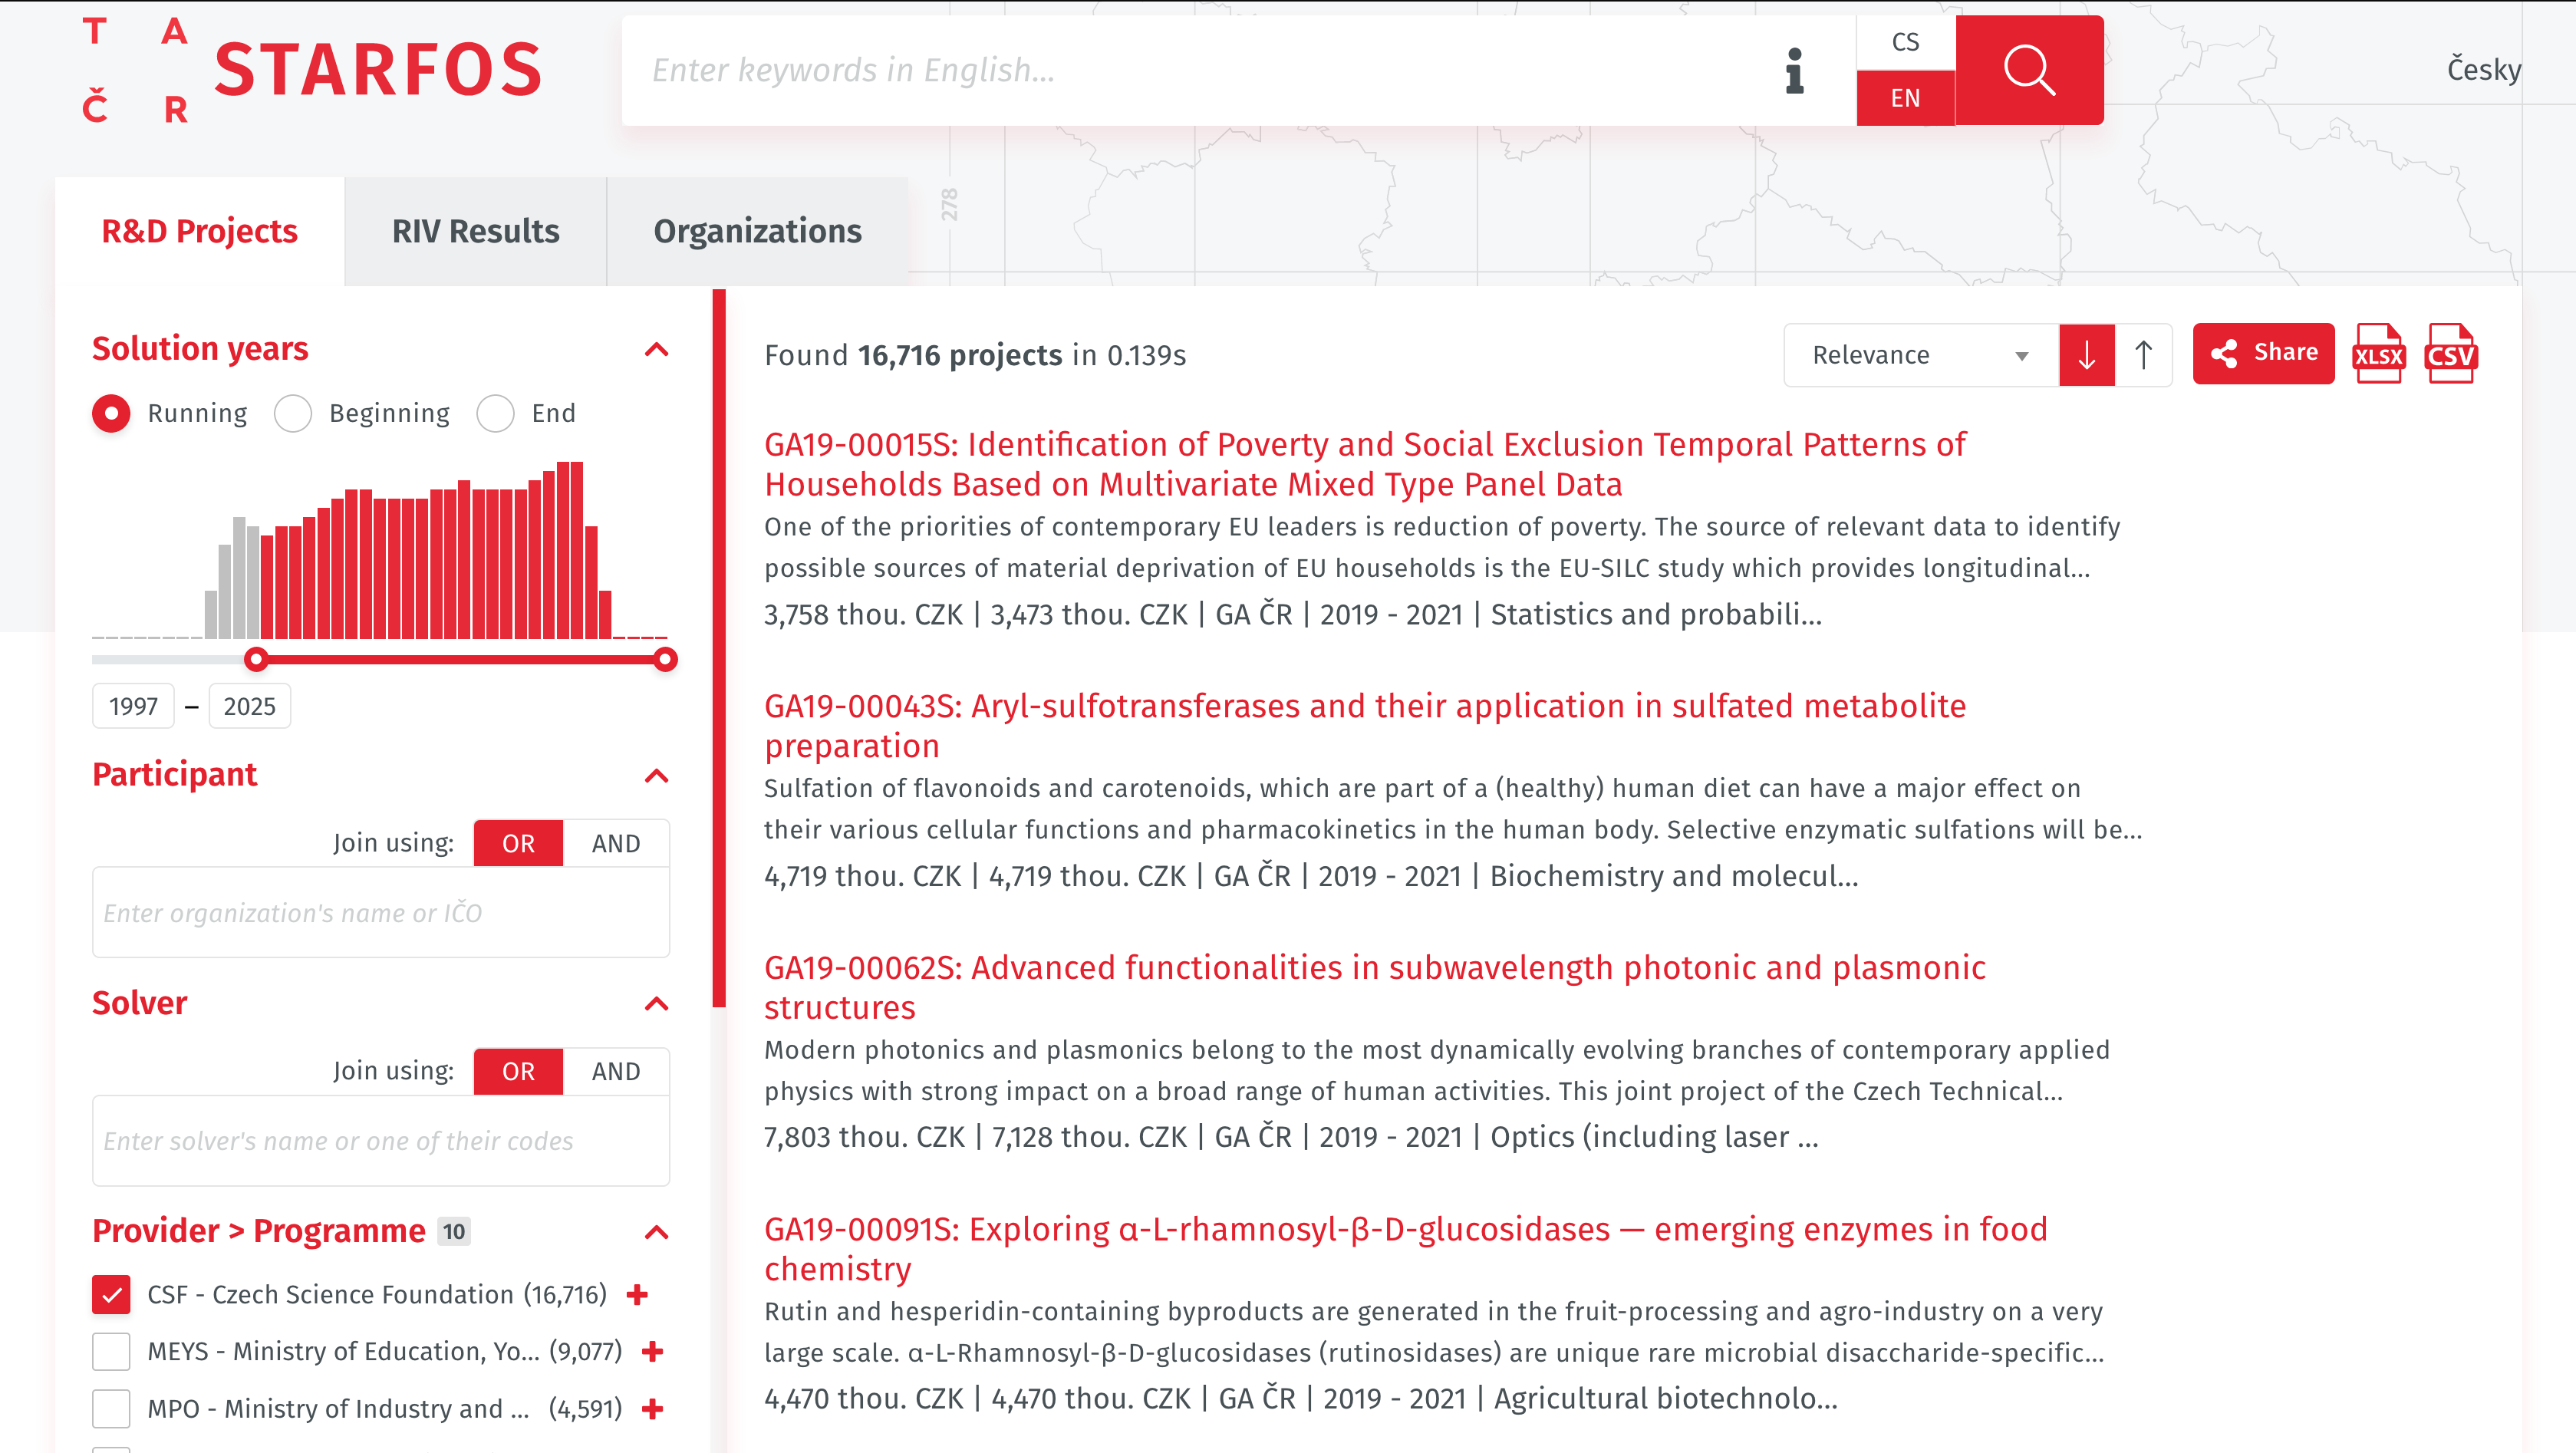 T A
Č R
STARFOS
Enter keywords in English...
i
CS
EN
Česky
R&D Projects
RIV Results
Organizations
278
Solution years
Running
Beginning
End
1997 – 2025
Participant
Join using: OR AND
Enter organization's name or IČO
Solver
Join using: OR AND
Enter solver's name or one of their codes
Provider > Programme 10
CSF - Czech Science Foundation (16,716)
MEYS - Ministry of Education, Yo... (9,077)
MPO - Ministry of Industry and ... (4,591)
Found 16,716 projects in 0.139s
Relevance
Share
XLSX
CSV
GA19-00015S: Identification of Poverty and Social Exclusion Temporal Patterns of
Households Based on Multivariate Mixed Type Panel Data
One of the priorities of contemporary EU leaders is reduction of poverty. The source of relevant data to identify
possible sources of material deprivation of EU households is the EU-SILC study which provides longitudinal...
3,758 thou. CZK | 3,473 thou. CZK | GA ČR | 2019 - 2021 | Statistics and probabili...
GA19-00043S: Aryl-sulfotransferases and their application in sulfated metabolite
preparation
Sulfation of flavonoids and carotenoids, which are part of a (healthy) human diet can have a major effect on
their various cellular functions and pharmacokinetics in the human body. Selective enzymatic sulfations will be...
4,719 thou. CZK | 4,719 thou. CZK | GA ČR | 2019 - 2021 | Biochemistry and molecul...
GA19-00062S: Advanced functionalities in subwavelength photonic and plasmonic
structures
Modern photonics and plasmonics belong to the most dynamically evolving branches of contemporary applied
physics with strong impact on a broad range of human activities. This joint project of the Czech Technical...
7,803 thou. CZK | 7,128 thou. CZK | GA ČR | 2019 - 2021 | Optics (including laser ...
GA19-00091S: Exploring α-L-rhamnosyl-β-D-glucosidases — emerging enzymes in food
chemistry
Rutin and hesperidin-containing byproducts are generated in the fruit-processing and agro-industry on a very
large scale. α-L-Rhamnosyl-β-D-glucosidases (rutinosidases) are unique rare microbial disaccharide-specific...
4,470 thou. CZK | 4,470 thou. CZK | GA ČR | 2019 - 2021 | Agricultural biotechnolo...